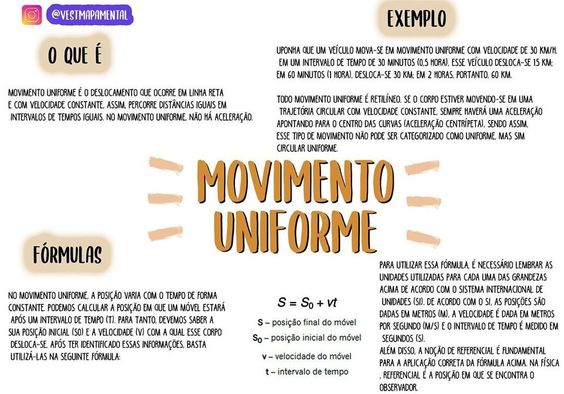 @VESTMAPAMENTAL
O QUE É
MOVIMENTO UNIFORME É O DESLOCAMENTO QUE OCORRE EM LINHA RETA
E COM VELOCIDADE CONSTANTE. ASSIM, PERCORRE DISTÂNCIAS IGUAIS EM
INTERVALOS DE TEMPOS IGUAIS. NO MOVIMENTO UNIFORME, NÃO HÁ ACELERAÇÃO.
EXEMPLO
UPONHA QUE UM VEÍCULO MOVA-SE EM MOVIMENTO UNIFORME COM VELOCIDADE DE 30 KM/H.
EM UM INTERVALO DE TEMPO DE 30 MINUTOS (0,5 HORA), ESSE VEÍCULO DESLOCA-SE 15 KM;
EM 60 MINUTOS (1 HORA), DESLOCA-SE 30 KM; EM 2 HORAS, PORTANTO, 60 KM.
TODO MOVIMENTO UNIFORME É RETILÍNEO. SE O CORPO ESTIVER MOVENDO-SE EM UMA
TRAJETÓRIA CIRCULAR COM VELOCIDADE CONSTANTE, SEMPRE HAVERÁ UMA ACELERAÇÃO
APONTANDO PARA O CENTRO DAS CURVAS (ACELERAÇÃO CENTRÍPETA). SENDO ASSIM,
ESSE TIPO DE MOVIMENTO NÃO PODE SER CATEGORIZADO COMO UNIFORME, MAS SIM
CIRCULAR UNIFORME.
MOVIMENTO
UNIFORME
FÓRMULAS
NO MOVIMENTO UNIFORME, A POSIÇÃO VARIA COM O TEMPO DE FORMA
CONSTANTE. PODEMOS CALCULAR A POSIÇÃO EM QUE UM MÓVEL ESTARÁ
APÓS UM INTERVALO DE TEMPO (T). PARA TANTO, DEVEMOS SABER A
SUA POSIÇÃO INICIAL (S0) E A VELOCIDADE (V) COM A QUAL ESSE CORPO
DESLOCA-SE. APÓS TER IDENTIFICADO ESSAS INFORMAÇÕES, BASTA
UTILIZÁ-LAS NA SEGUINTE FÓRMULA:
S = S₀ + vt
S – posição final do móvel
S₀ – posição inicial do móvel
v – velocidade do móvel
t – intervalo de tempo
PARA UTILIZAR ESSA FÓRMULA, É NECESSÁRIO LEMBRAR AS
UNIDADES UTILIZADAS PARA CADA UMA DAS GRANDEZAS
ACIMA DE ACORDO COM O SISTEMA INTERNACIONAL DE
UNIDADES (SI). DE ACORDO COM O SI, AS POSIÇÕES SÃO
DADAS EM METROS (M), A VELOCIDADE É DADA EM METROS
POR SEGUNDO (M/S) E O INTERVALO DE TEMPO É MEDIDO EM
SEGUNDOS (S).
ALÉM DISSO, A NOÇÃO DE REFERENCIAL É FUNDAMENTAL
PARA A APLICAÇÃO CORRETA DA FÓRMULA ACIMA. NA FÍSICA
, REFERENCIAL É A POSIÇÃO EM QUE SE ENCONTRA O
OBSERVADOR.